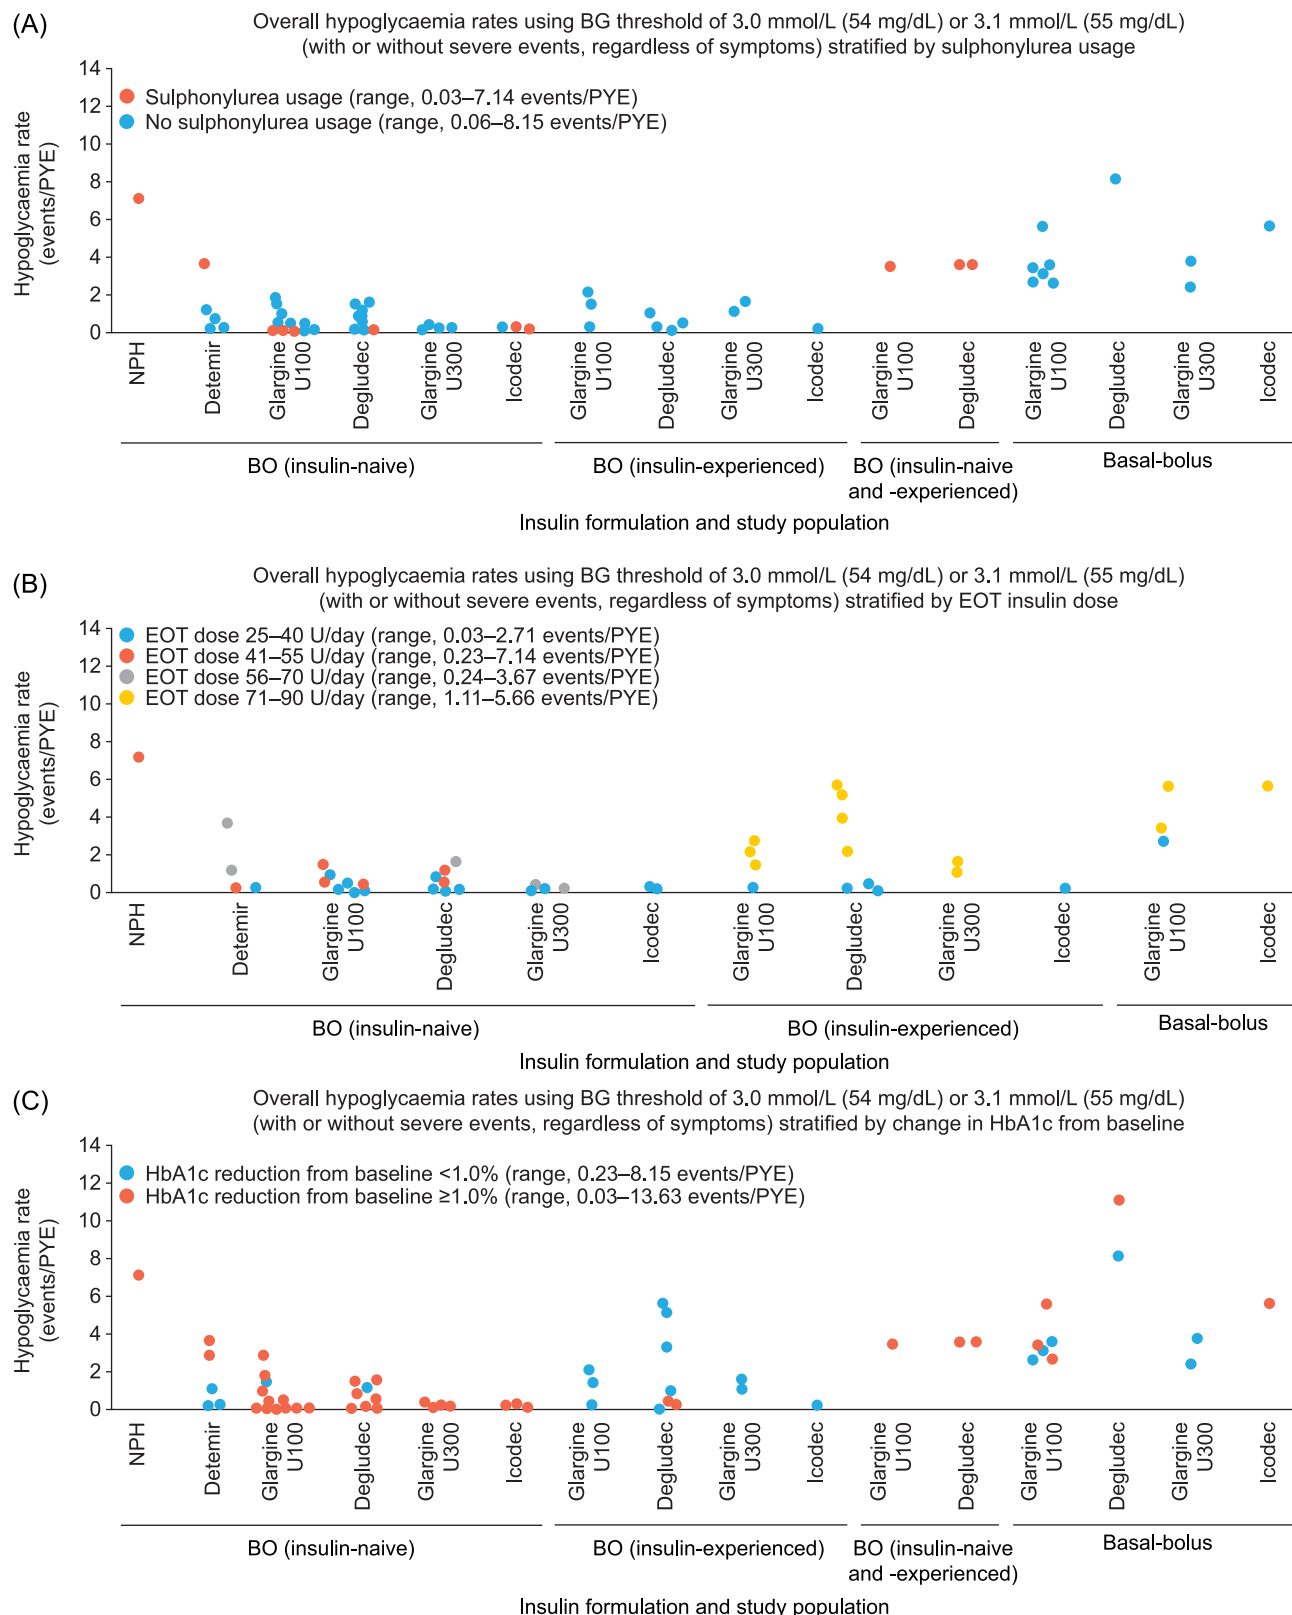 (A)
Overall hypoglycaemia rates using BG threshold of 3.0 mmol/L (54 mg/dL) or 3.1 mmol/L (55 mg/dL)
(with or without severe events, regardless of symptoms) stratified by sulphonylurea usage
Hypoglycaemia rate
(events/PYE)
14
12
10
8
6
4
2
0
Sulphonylurea usage (range, 0.03–7.14 events/PYE)
No sulphonylurea usage (range, 0.06–8.15 events/PYE)
NPH
Detemir
Glargine
U100
Degludec
Glargine
U300
Icodec
Glargine
U100
Degludec
Glargine
U300
Icodec
Glargine
U100
Degludec
Glargine
U100
Degludec
Glargine
U300
Icodec
BO (insulin-naive)
BO (insulin-experienced)
BO (insulin-naive
and -experienced)
Basal-bolus
Insulin formulation and study population
(B)
Overall hypoglycaemia rates using BG threshold of 3.0 mmol/L (54 mg/dL) or 3.1 mmol/L (55 mg/dL)
(with or without severe events, regardless of symptoms) stratified by EOT insulin dose
Hypoglycaemia rate
(events/PYE)
14
12
10
8
6
4
2
0
EOT dose 25–40 U/day (range, 0.03–2.71 events/PYE)
EOT dose 41–55 U/day (range, 0.23–7.14 events/PYE)
EOT dose 56–70 U/day (range, 0.24–3.67 events/PYE)
EOT dose 71–90 U/day (range, 1.11–5.66 events/PYE)
NPH
Detemir
Glargine
U100
Degludec
Glargine
U300
Icodec
Glargine
U100
Degludec
Glargine
U300
Icodec
Glargine
U100
Icodec
BO (insulin-naive)
BO (insulin-experienced)
Basal-bolus
Insulin formulation and study population
(C)
Overall hypoglycaemia rates using BG threshold of 3.0 mmol/L (54 mg/dL) or 3.1 mmol/L (55 mg/dL)
(with or without severe events, regardless of symptoms) stratified by change in HbA1c from baseline
Hypoglycaemia rate
(events/PYE)
14
12
10
8
6
4
2
0
HbA1c reduction from baseline <1.0% (range, 0.23–8.15 events/PYE)
HbA1c reduction from baseline ≥1.0% (range, 0.03–13.63 events/PYE)
NPH
Detemir
Glargine
U100
Degludec
Glargine
U300
Icodec
Glargine
U100
Degludec
Glargine
U300
Icodec
Glargine
U100
Degludec
Glargine
U100
Degludec
Glargine
U300
Icodec
BO (insulin-naive)
BO (insulin-experienced)
BO (insulin-naive
and -experienced)
Basal-bolus
Insulin formulation and study population